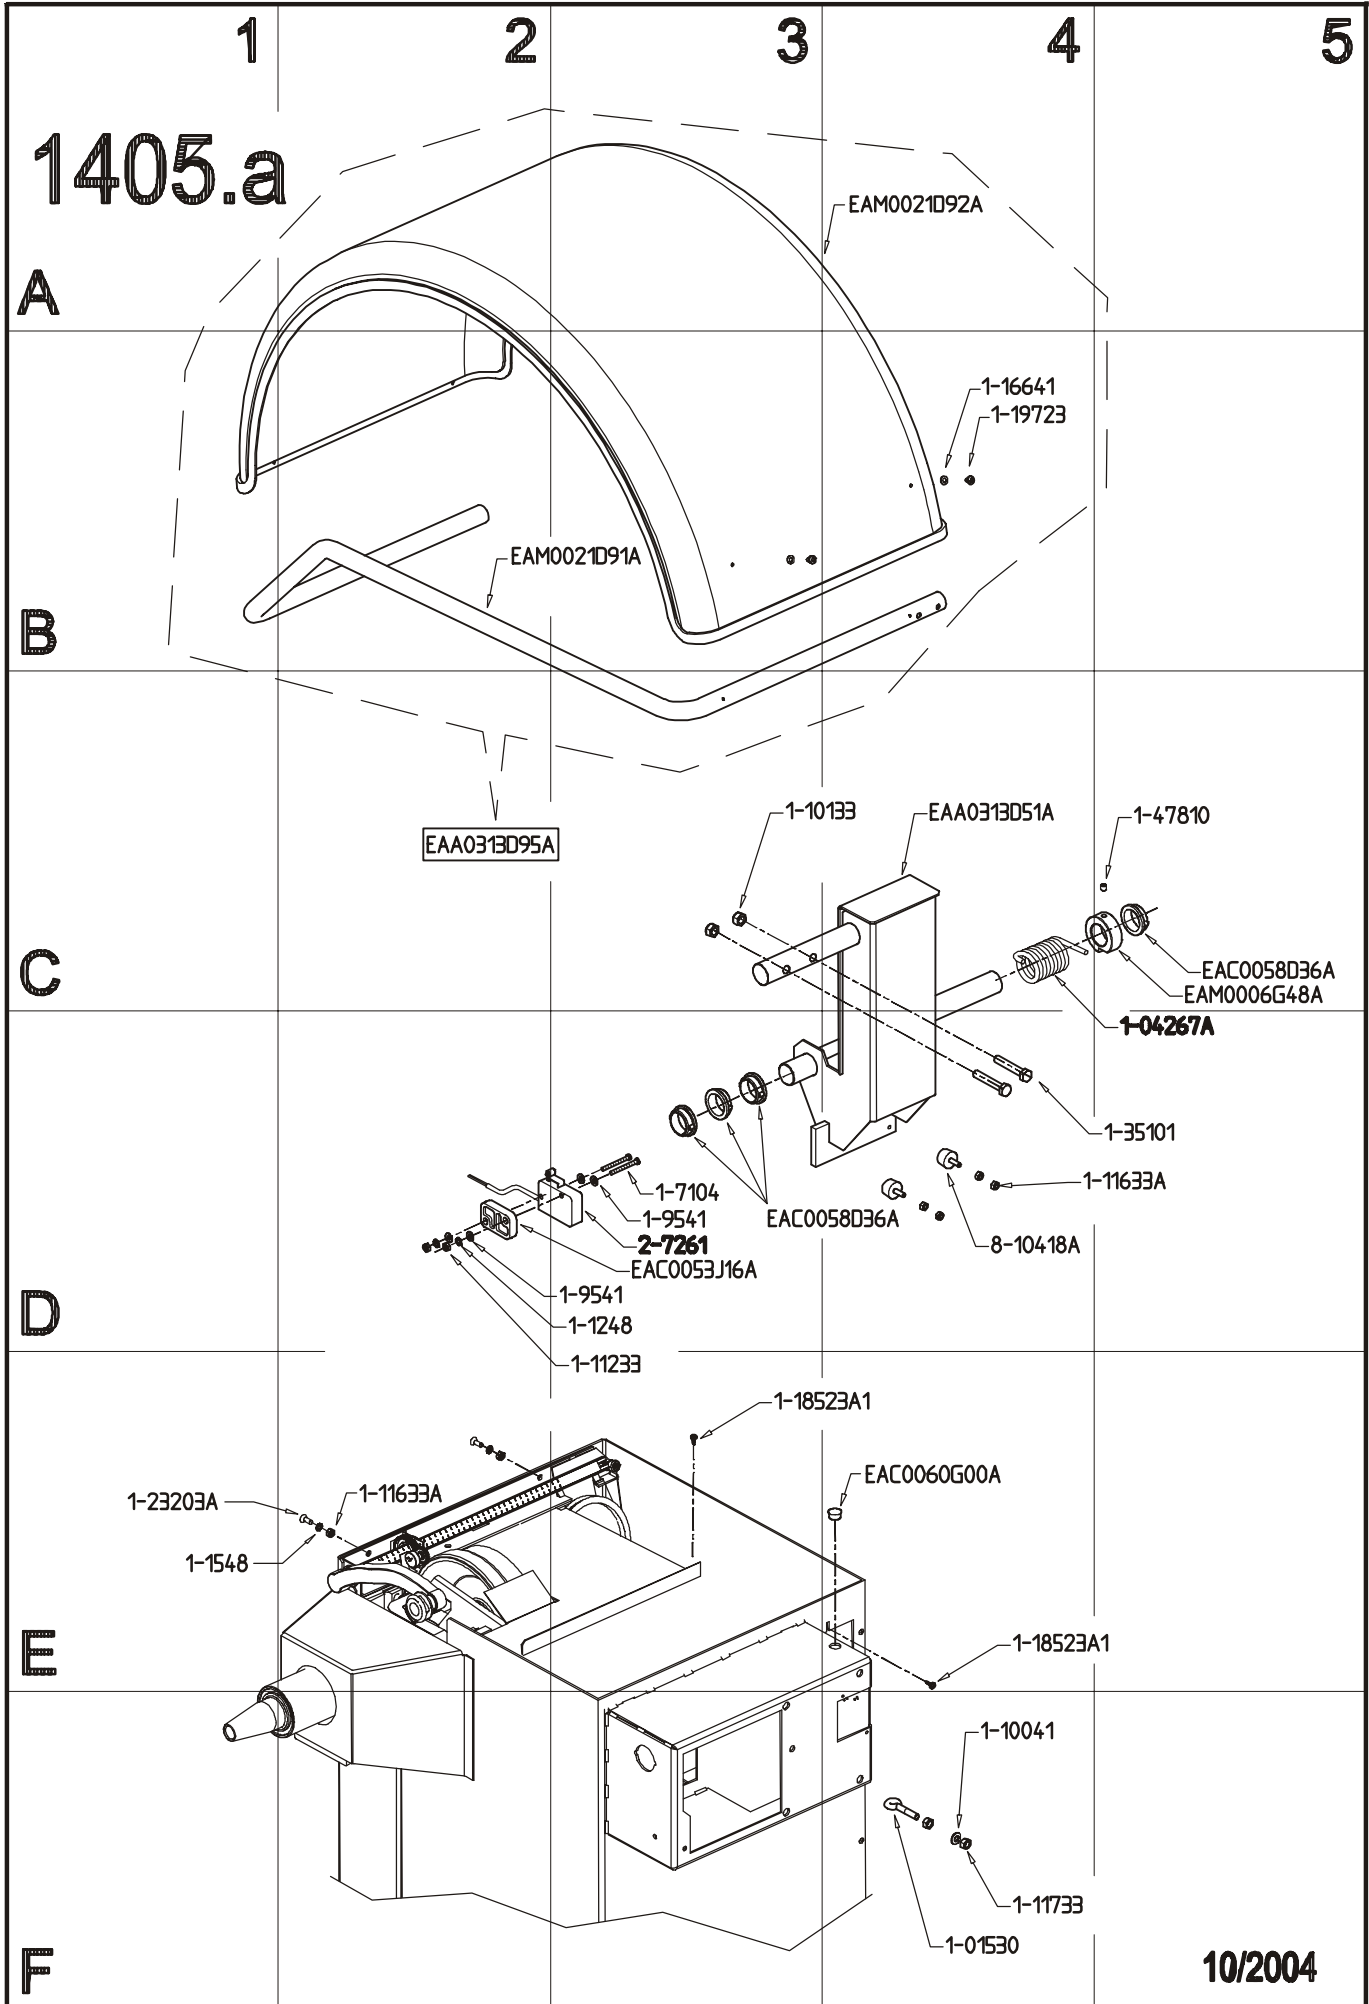 1 2 3 4 5
1405.a
EAM0021D92A
A
1-16641
1-19723
EAM0021D91A
B
1-10133
EAA0313D51A
1-47810
EAA0313D95A
C
EAC0058D36A
EAM0006G48A
1-04267A
1-35101
1-7104
1-11633A
1-9541
EAC0058D36A
2-7261
8-10418A
EAC0053J16A
1-9541
D
1-1248
1-11233
1-18523A1
EAC0060G00A
1-23203A
1-11633A
1-1548
E
1-18523A1
1-10041
1-11733
1-01530
F
10/2004